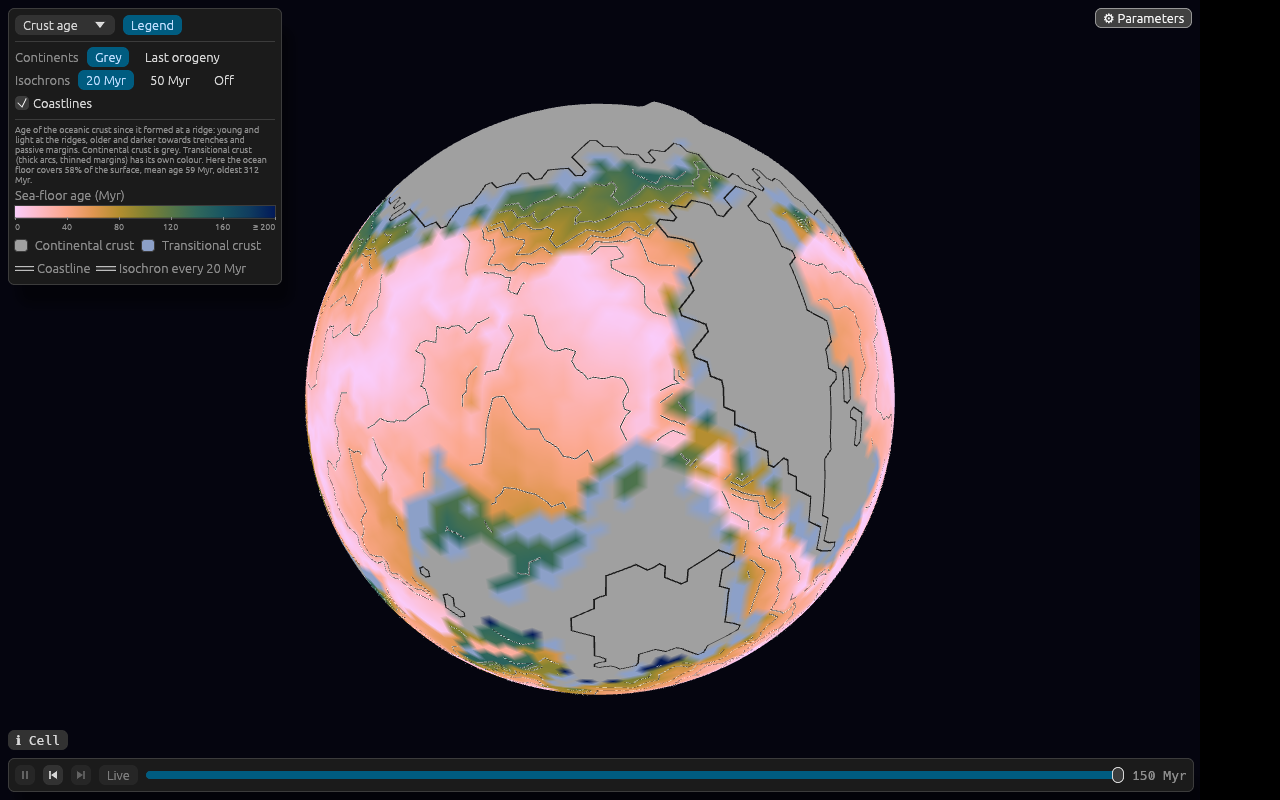 Crust age Legend
⚙ Parameters
Continents Grey Last orogeny
Isochrons 20 Myr 50 Myr Off
Coastlines
Age of the oceanic crust since it formed at a ridge: young and
light at the ridges, older and darker towards trenches and
passive margins. Continental crust is grey. Transitional crust
(thick arcs, thinned margins) has its own colour. Here the ocean
floor covers 58% of the surface, mean age 59 Myr, oldest 312
Myr.
Sea-floor age (Myr)
0 40 80 120 160 ≥ 200
Continental crust Transitional crust
Coastline Isochron every 20 Myr
ℹ Cell
Live 150 Myr